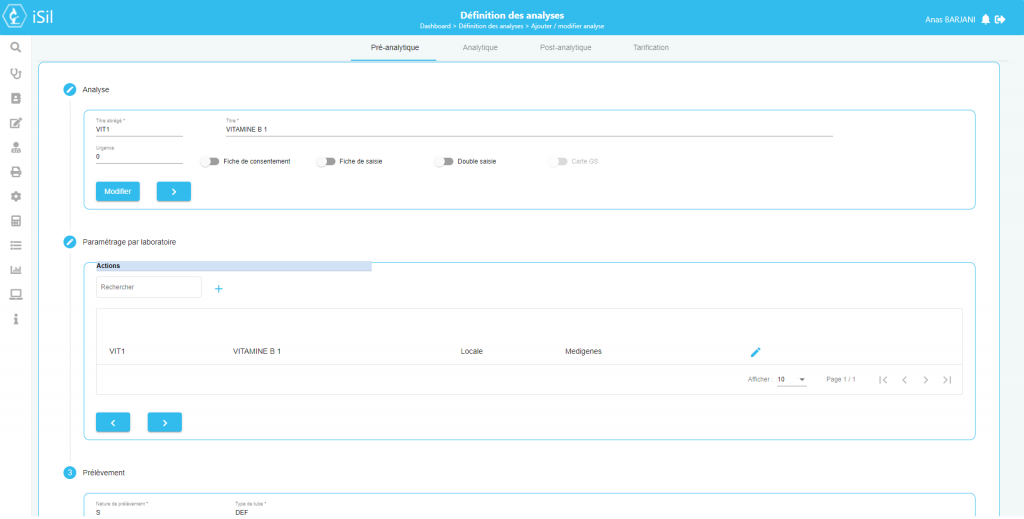 iSil
Définition des analyses
Dashboard > Définition des analyses > Ajouter / modifier analyse
Anas BARJANI
Pré-analytique
Analytique
Post-analytique
Tarification
Analyse
Titre abrégé *
VIT1
Titre *
VITAMINE B 1
Urgence
0
Fiche de consentement
Fiche de saisie
Double saisie
Carte GS
Modifier
Paramétrage par laboratoire
Actions
Rechercher
VIT1
VITAMINE B 1
Locale
Medigenes
Afficher
10
Page 1 / 1
3
Prélèvement
Nature de prélèvement *
S
Type de tube *
DEF